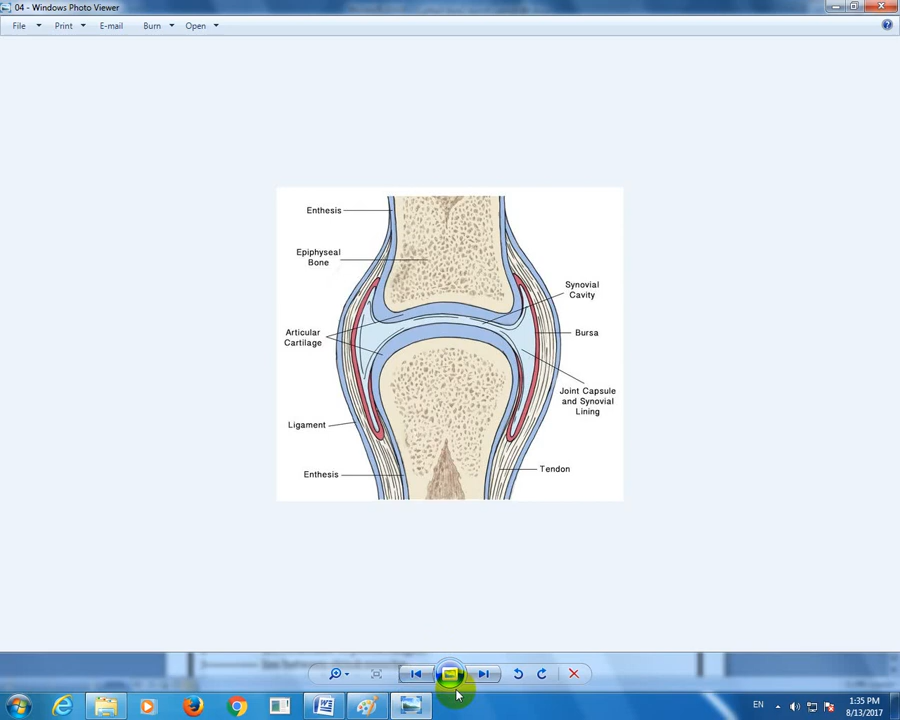 04 - Windows Photo Viewer
File Print E-mail Burn Open
Enthesis
Epiphyseal
Bone
Synovial
Cavity
Articular
Cartilage
Bursa
Joint Capsule
and Synovial
Lining
Ligament
Enthesis
Tendon
EN
1:35 PM
8/13/2017